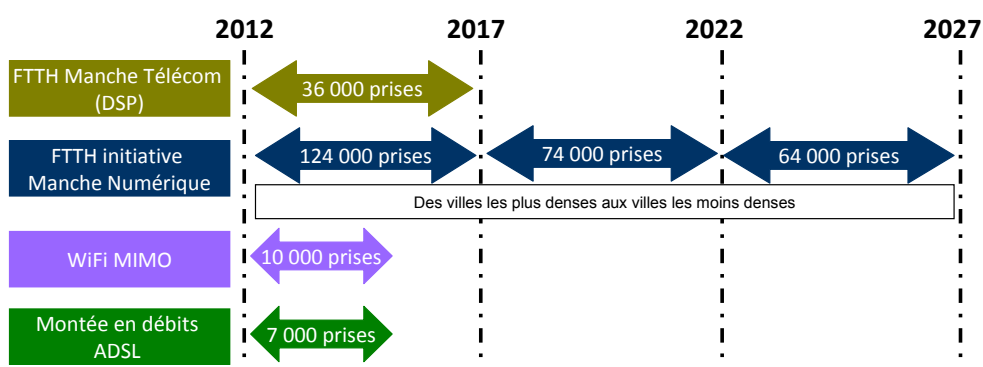 2012 2017 2022 2027
FTTH Manche Télécom
(DSP)
36 000 prises
FTTH initiative
Manche Numérique
124 000 prises 74 000 prises 64 000 prises
Des villes les plus denses aux villes les moins denses
WiFi MIMO
10 000 prises
Montée en débits
ADSL
7 000 prises